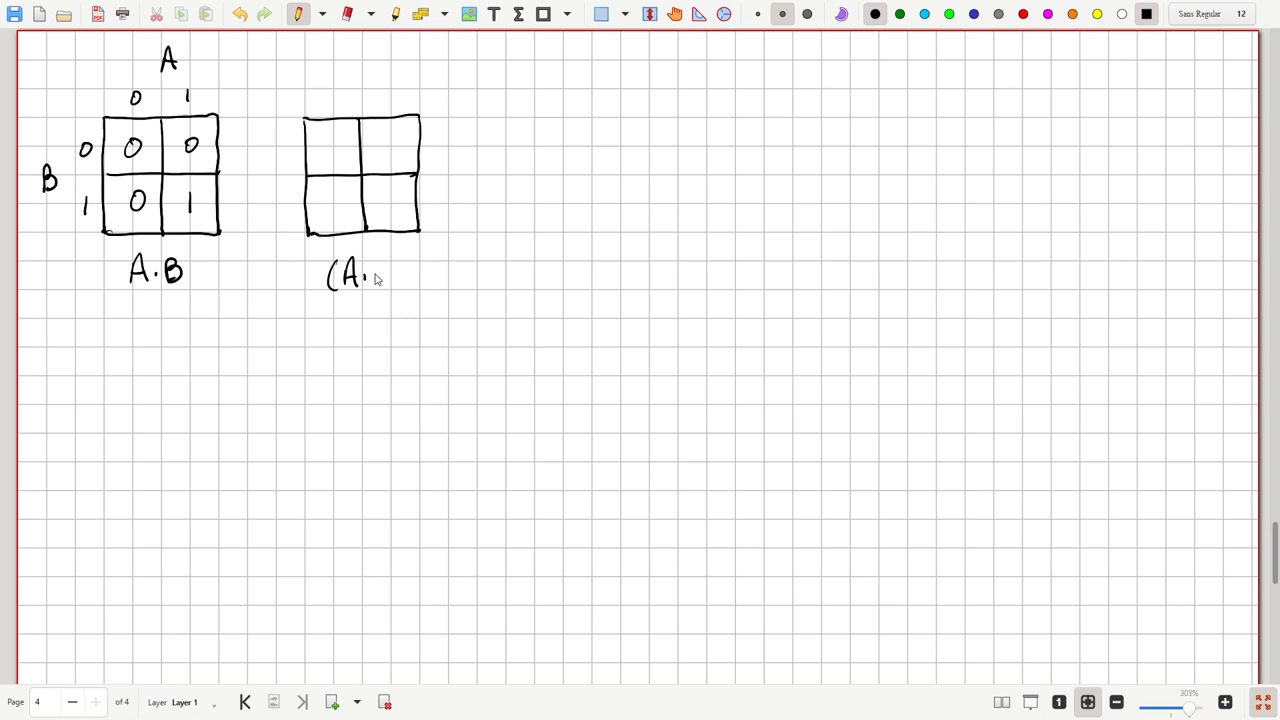 Sans Regular 12
A
0 1
0 0 0
B
1 0 1
A.B (A.
Page 4 of 4 Layer Layer 1 303%